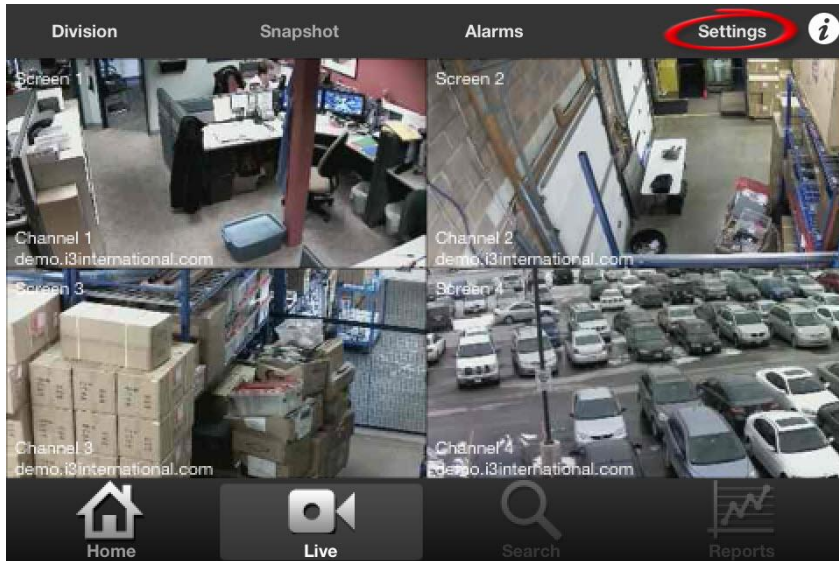 Division Snapshot Alarms Settings i
Screen 1
Screen 2
Channel 1
demo.i3international.com
Channel 2
demo.i3international.com
Screen 3
Screen 4
Channel 3
demo.i3international.com
Channel 4
demo.i3international.com
Home Live Search Reports